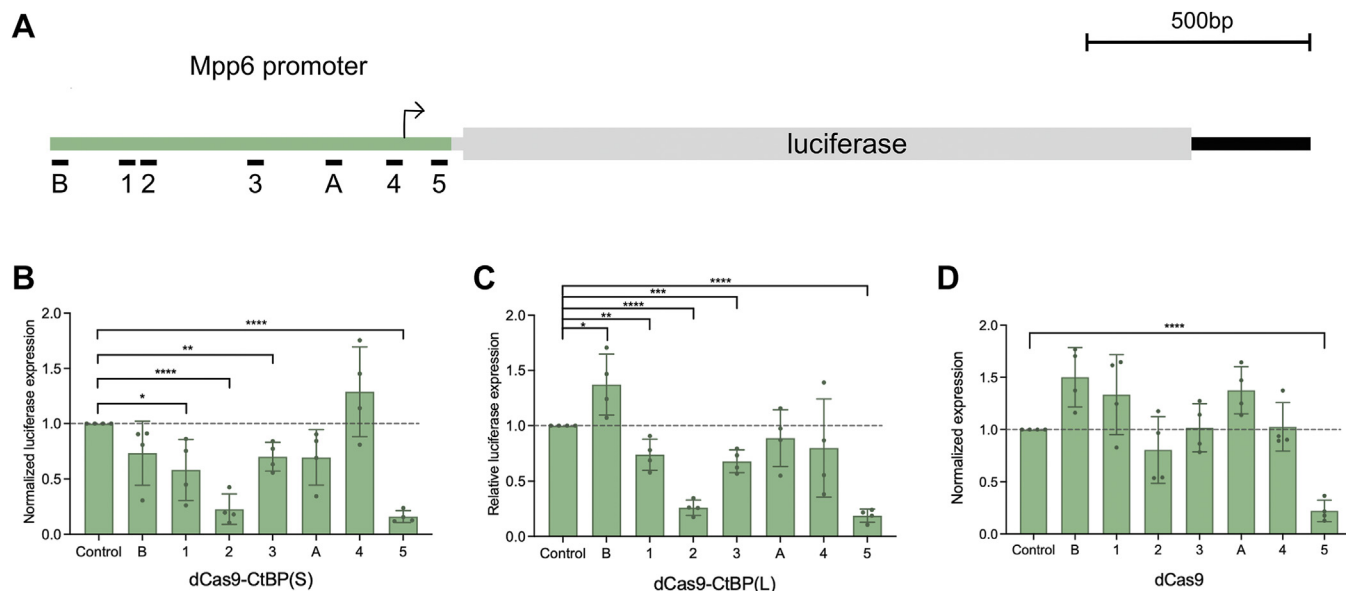 A
500bp
Mpp6 promoter
luciferase
B 1 2 3 A 4 5
B
Normalized luciferase expression
2.0
1.5
1.0
0.5
0.0
****
**
****
*
Control B 1 2 3 A 4 5
dCas9-CtBP(S)
C
Relative luciferase expression
2.0
1.5
1.0
0.5
0.0
****
***
****
**
*
Control B 1 2 3 A 4 5
dCas9-CtBP(L)
D
Normalized expression
2.0
1.5
1.0
0.5
0.0
****
Control B 1 2 3 A 4 5
dCas9